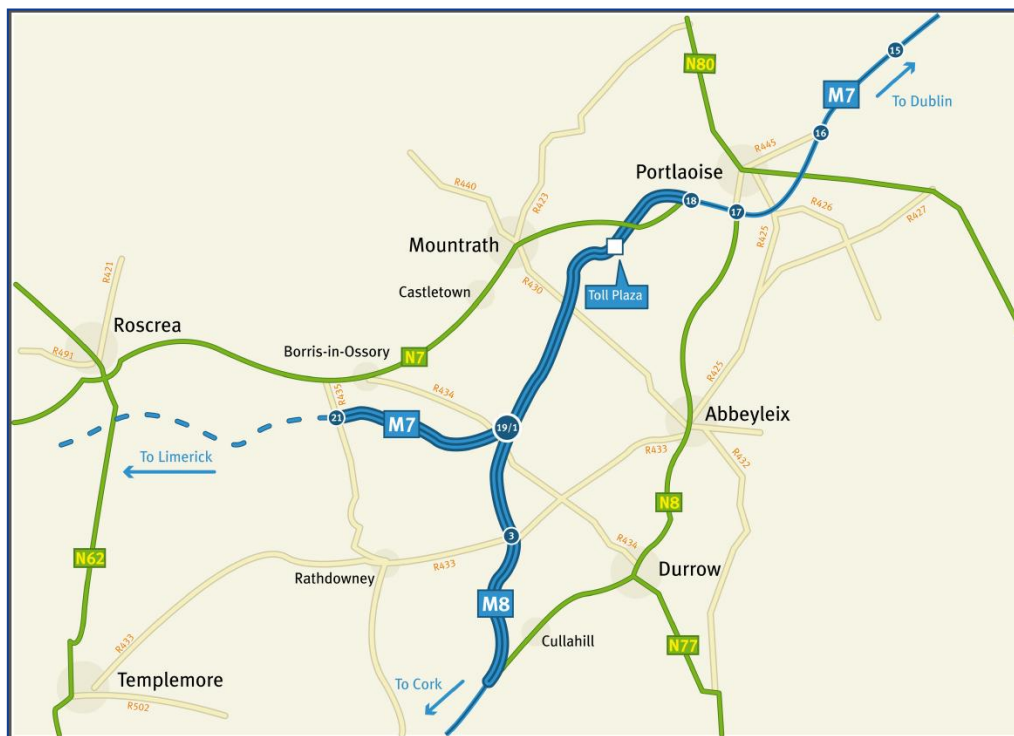 15
N80
M7
To Dublin
16
R445
Portlaoise
R440
R423
18
17
R426
R427
R425
Mountrath
Toll Plaza
R430
Castletown
R421
Roscrea
R491
Borris-in-Ossory
N7
R434
R435
R425
21
M7
19/1
Abbeyleix
To Limerick
R433
R432
N8
3
R434
N62
Rathdowney
R433
Durrow
M8
Cullahill
N77
R433
Templemore
To Cork
R502